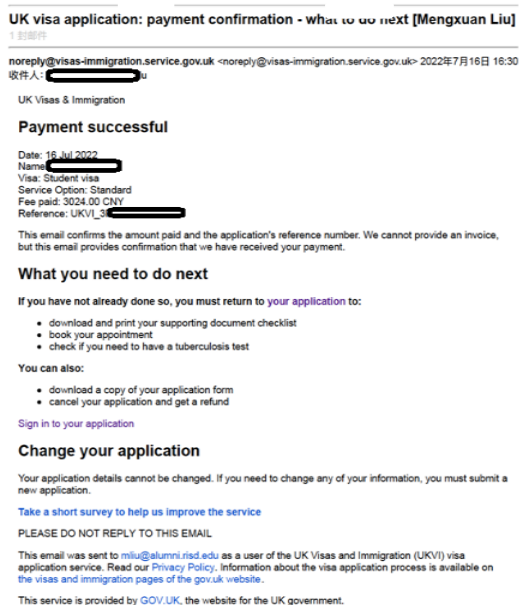 UK visa application: payment confirmation - what to do next [Mengxuan Liu]
1 封邮件
noreply@visas-immigration.service.gov.uk <noreply@visas-immigration.service.gov.uk> 2022年7月16日 16:30
收件人:
UK Visas & Immigration
Payment successful
Date: 16 Jul 2022
Name
Visa: Student visa
Service Option: Standard
Fee paid: 3024.00 CNY
Reference: UKVI_3
This email confirms the amount paid and the application's reference number. We cannot provide an invoice,
but this email provides confirmation that we have received your payment.
What you need to do next
If you have not already done so, you must return to your application to:
• download and print your supporting document checklist
• book your appointment
• check if you need to have a tuberculosis test
You can also:
• download a copy of your application form
• cancel your application and get a refund
Sign in to your application
Change your application
Your application details cannot be changed. If you need to change any of your information, you must submit a
new application.
Take a short survey to help us improve the service
PLEASE DO NOT REPLY TO THIS EMAIL
This email was sent to mliu@alumni.risd.edu as a user of the UK Visas and Immigration (UKVI) visa
application service. Read our Privacy Policy. Information about the visa application process is available on
the visas and immigration pages of the gov.uk website.
This service is provided by GOV.UK, the website for the UK government.